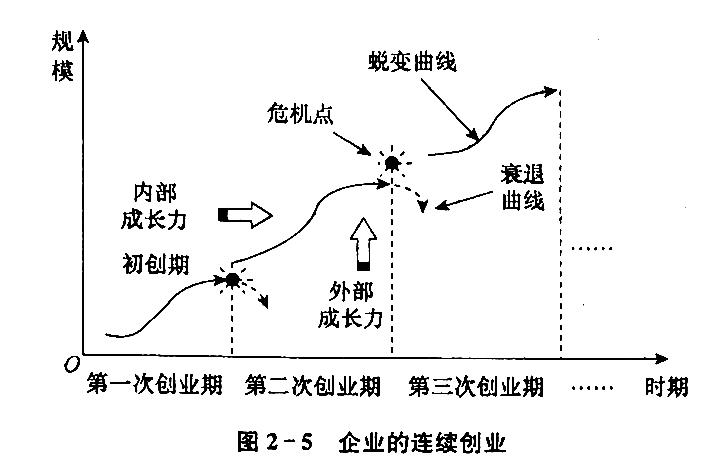 规
模
蜕变曲线
危机点
内部
成长力
衰退
曲线
初创期
外部
成长力
……
O
第一次创业期 第二次创业期 第三次创业期 …… 时期
图2-5 企业的连续创业